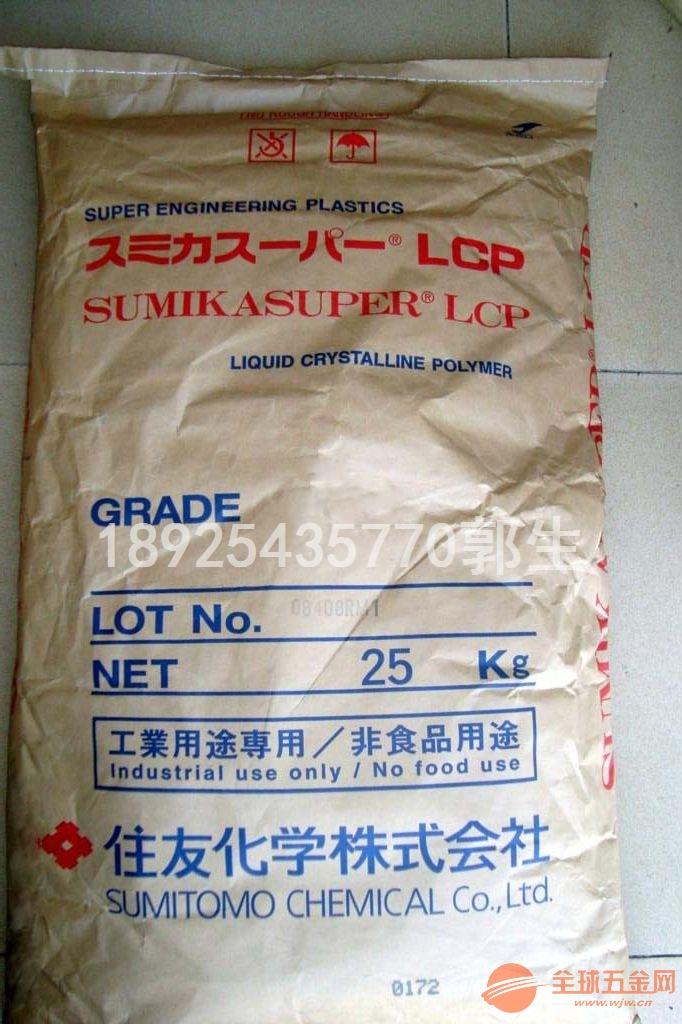 SUPER ENGINEERING PLASTICS
スミカスーパー® LCP
SUMIKASUPER® LCP
LIQUID CRYSTALLINE POLYMER
GRADE
18925435770郭生
LOT No. 08408RM1
NET 25 Kg
工業用途専用／非食品用途
Industrial use only / No food use
住友化学株式会社
SUMITOMO CHEMICAL Co., Ltd.
0172
全球五金网
www.wjw.cn